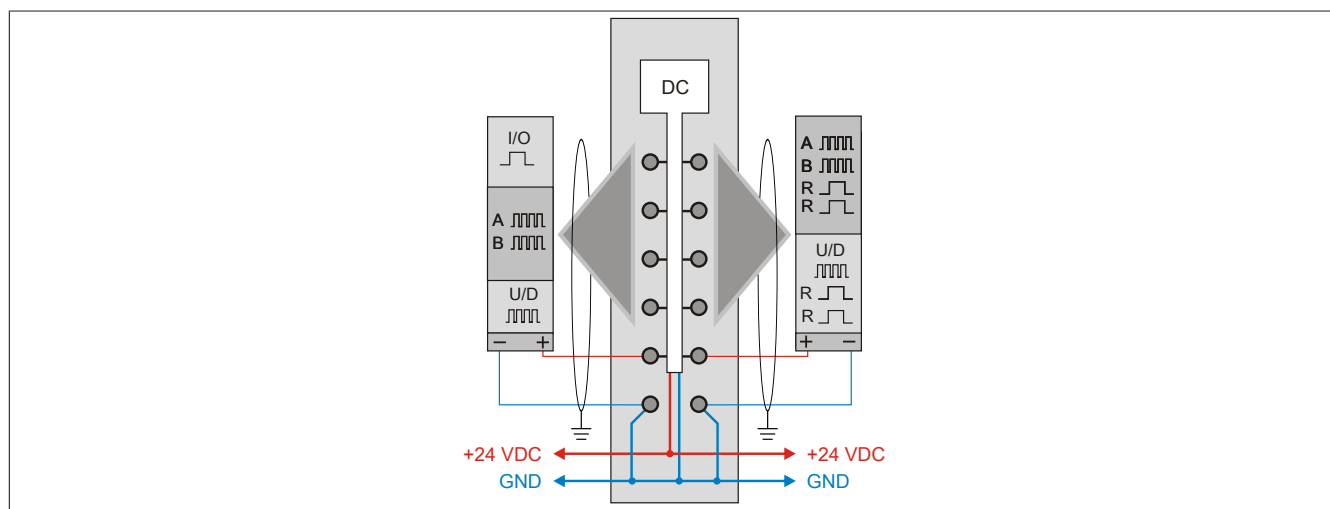 DC
I/O
A
B
U/D
− +
A
B
R
R
U/D
R
R
+ −
+24 VDC
GND
+24 VDC
GND